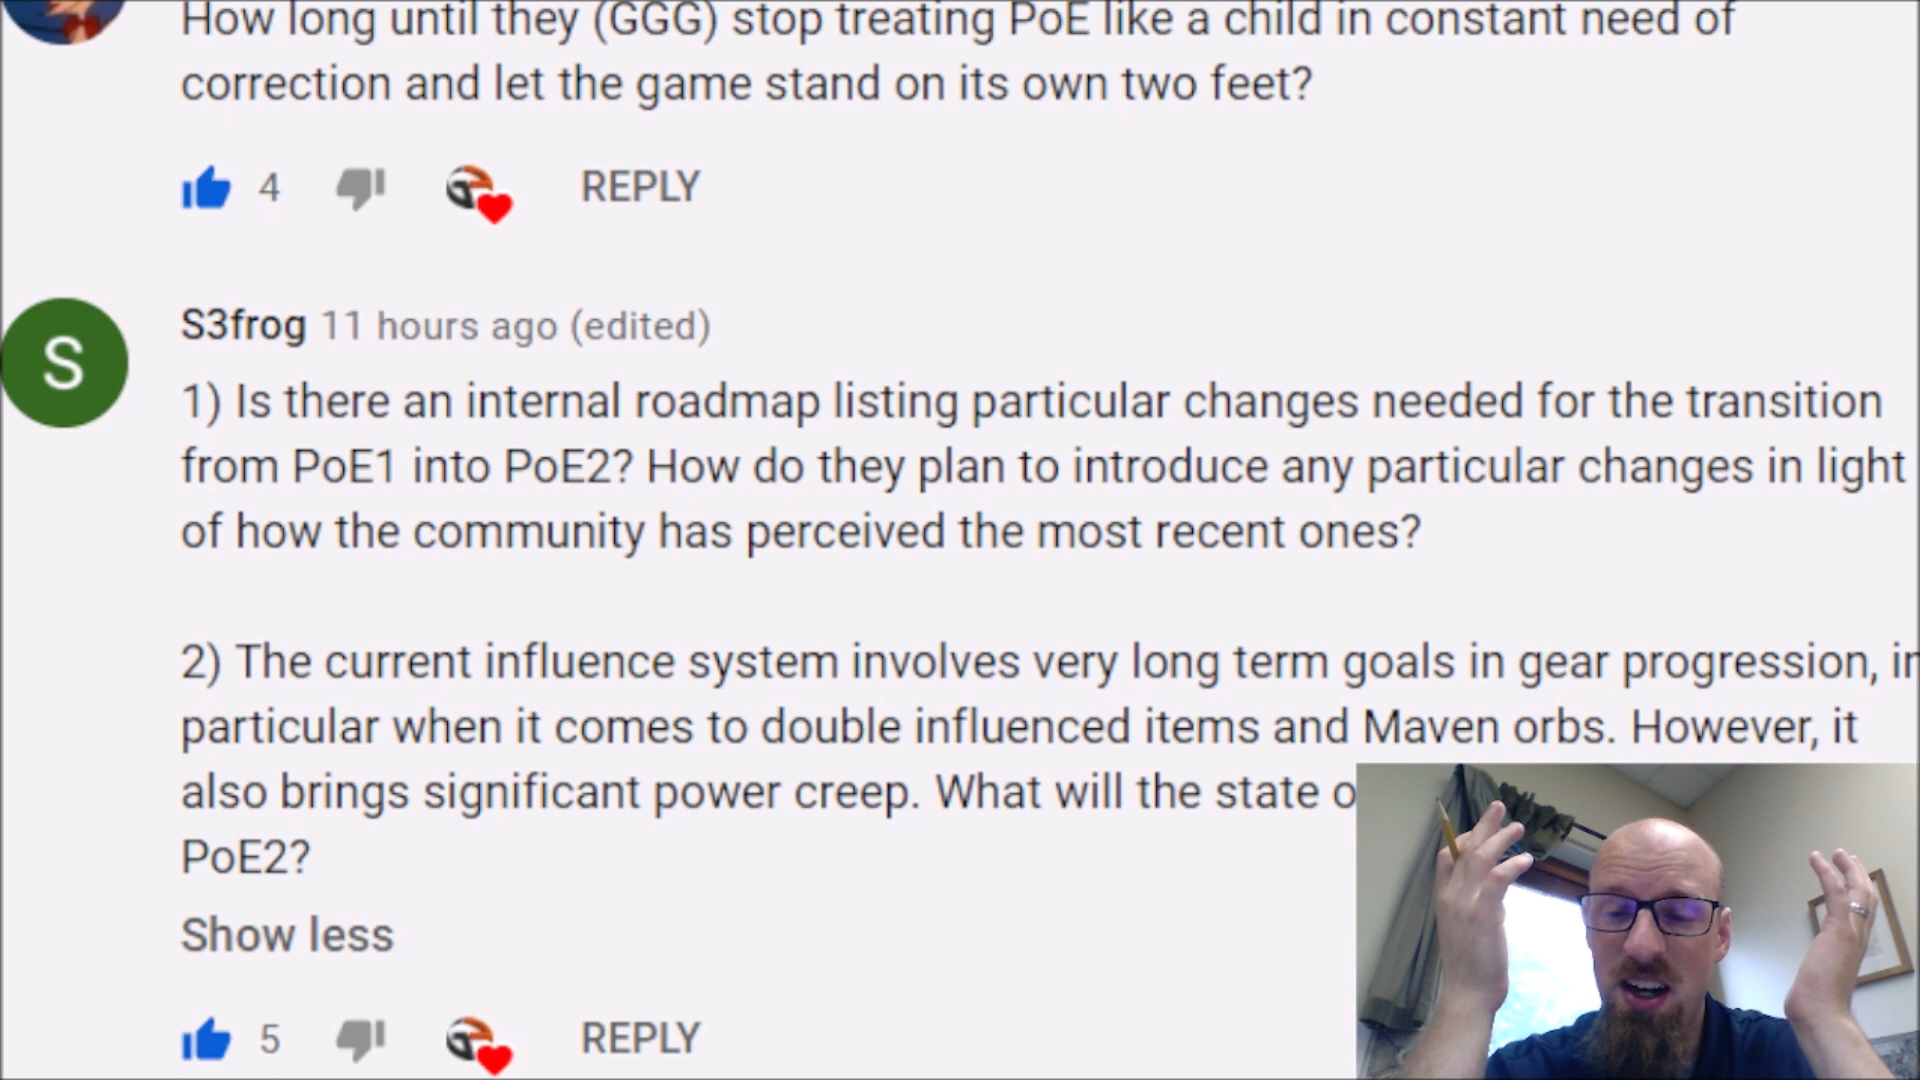 How long until they (GGG) stop treating PoE like a child in constant need of
correction and let the game stand on its own two feet?
4
REPLY
S
S3frog 11 hours ago (edited)
1) Is there an internal roadmap listing particular changes needed for the transition
from PoE1 into PoE2? How do they plan to introduce any particular changes in light
of how the community has perceived the most recent ones?
2) The current influence system involves very long term goals in gear progression, in
particular when it comes to double influenced items and Maven orbs. However, it
also brings significant power creep. What will the state
PoE2?
Show less
5
REPLY